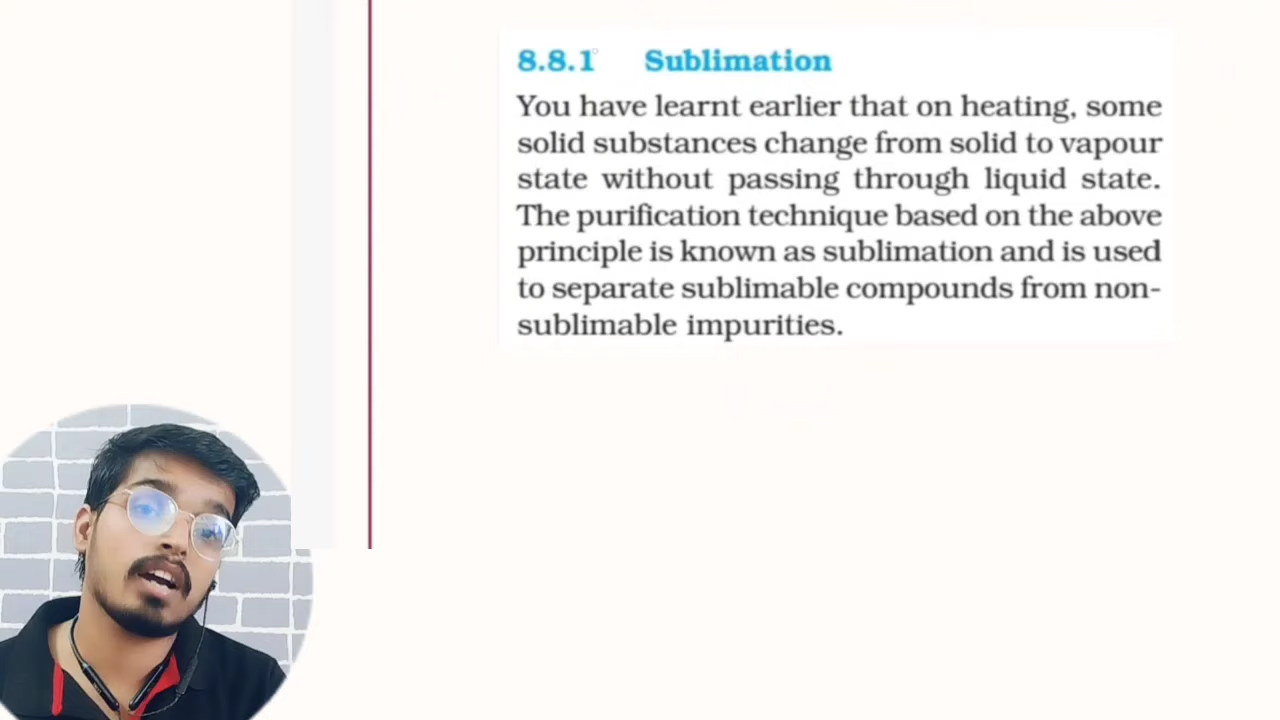 8.8.1 Sublimation
You have learnt earlier that on heating, some
solid substances change from solid to vapour
state without passing through liquid state.
The purification technique based on the above
principle is known as sublimation and is used
to separate sublimable compounds from non-
sublimable impurities.